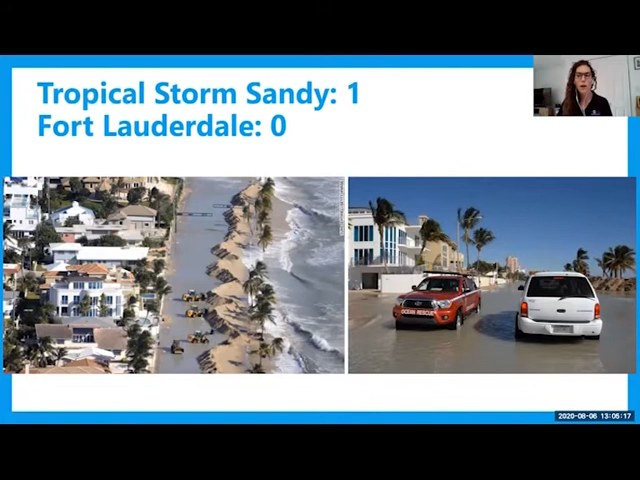 Tropical Storm Sandy: 1
Fort Lauderdale: 0
OCEAN RESCUE
2020-08-06 13:05:17